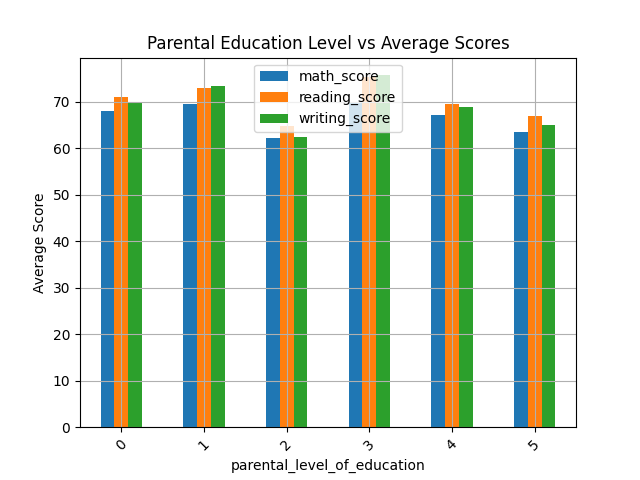 Parental Education Level vs Average Scores
math_score
reading_score
writing_score
Average Score
70
60
50
40
30
20
10
0
0 1 2 3 4 5
parental_level_of_education